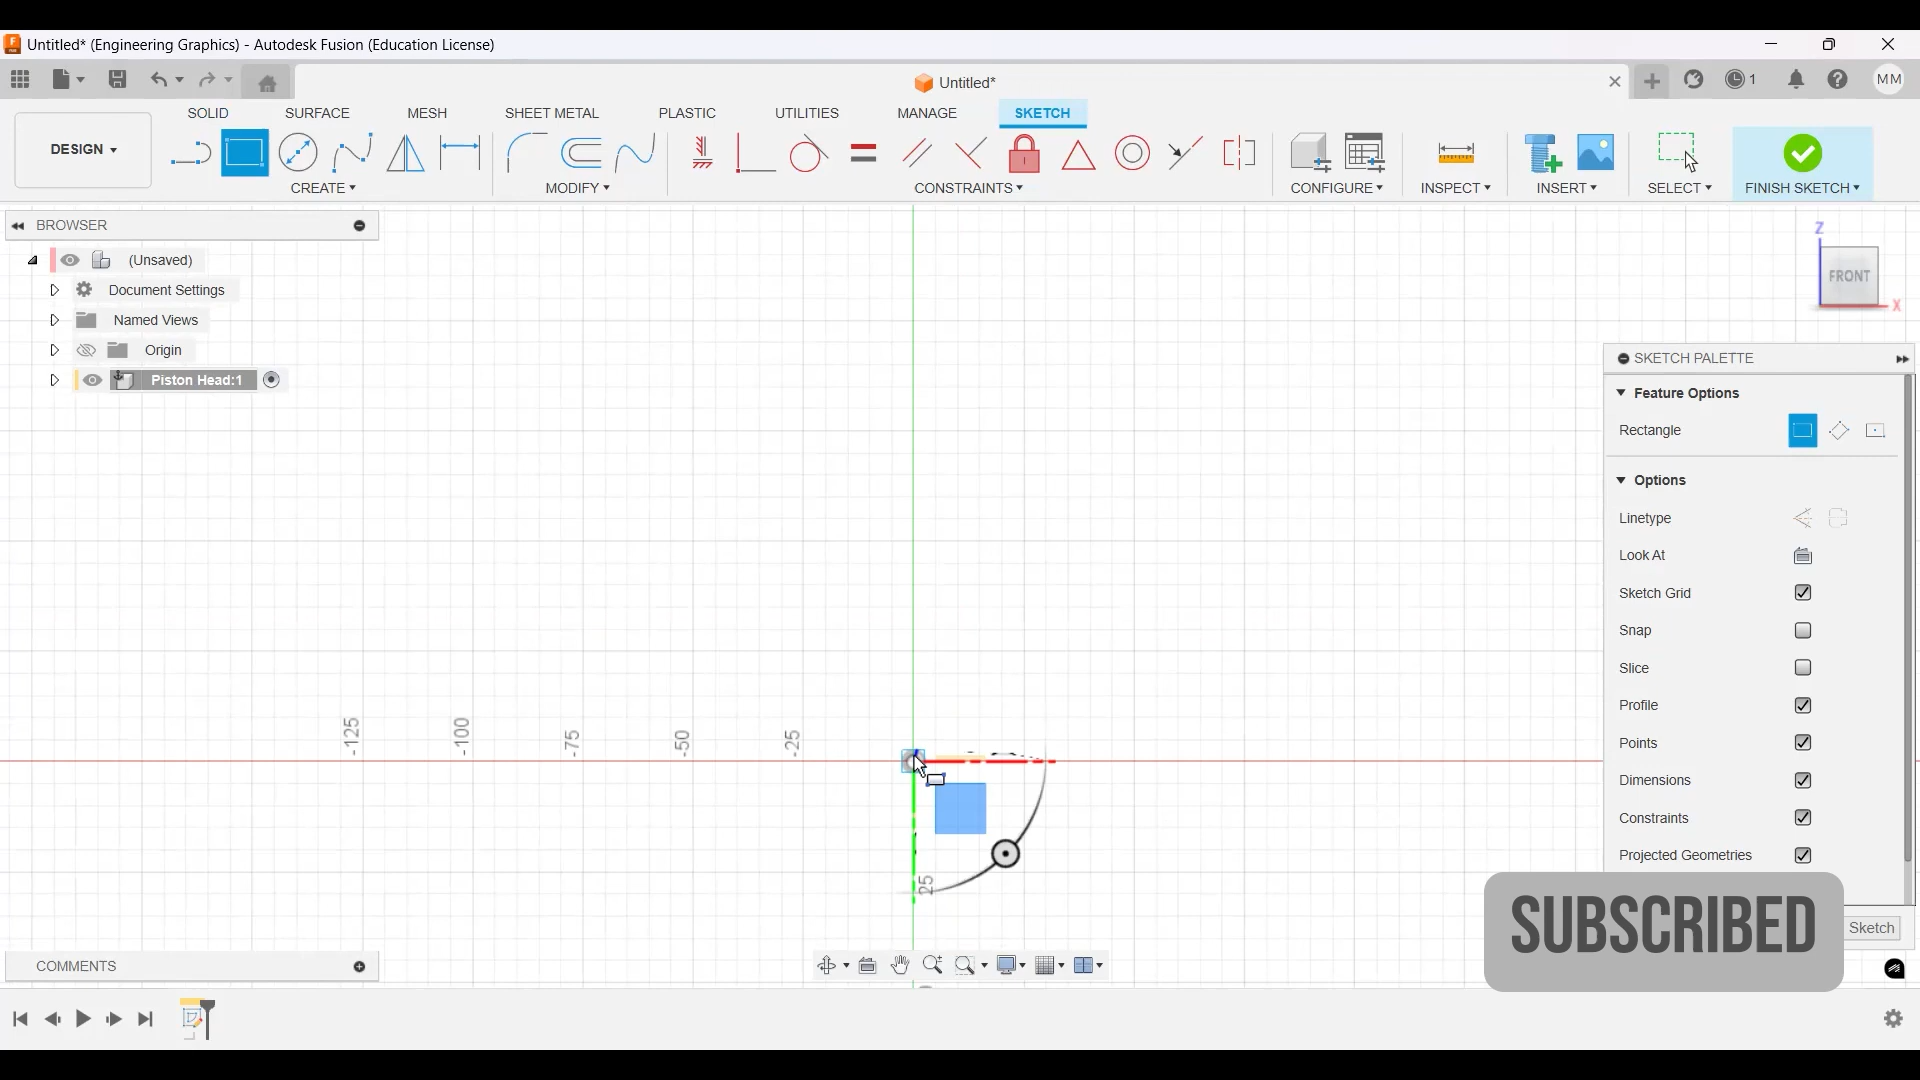 Untitled* (Engineering Graphics) - Autodesk Fusion (Education License)
Untitled*
1
MM
SOLID
SURFACE
MESH
SHEET METAL
PLASTIC
UTILITIES
MANAGE
SKETCH
DESIGN
CREATE
MODIFY
CONSTRAINTS
CONFIGURE
INSPECT
INSERT
SELECT
FINISH SKETCH
BROWSER
(Unsaved)
Document Settings
Named Views
Origin
Piston Head:1
Z
FRONT
X
SKETCH PALETTE
Feature Options
Rectangle
Options
Linetype
Look At
Sketch Grid
Snap
Slice
Profile
Points
Dimensions
Constraints
Projected Geometries
-125
-100
-75
-50
-25
25
SUBSCRIBED
Sketch
COMMENTS